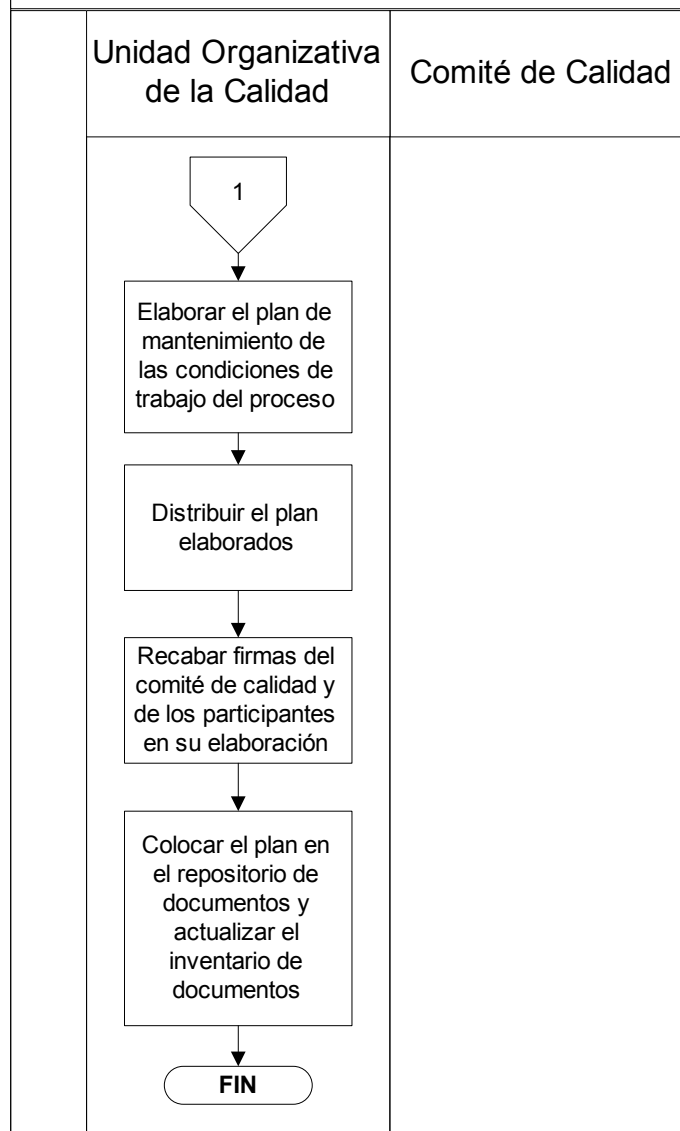 Unidad Organizativa
de la Calidad
Comité de Calidad
1
Elaborar el plan de
mantenimiento de
las condiciones de
trabajo del proceso
Distribuir el plan
elaborados
Recabar firmas del
comité de calidad y
de los participantes
en su elaboración
Colocar el plan en
el repositorio de
documentos y
actualizar el
inventario de
documentos
FIN